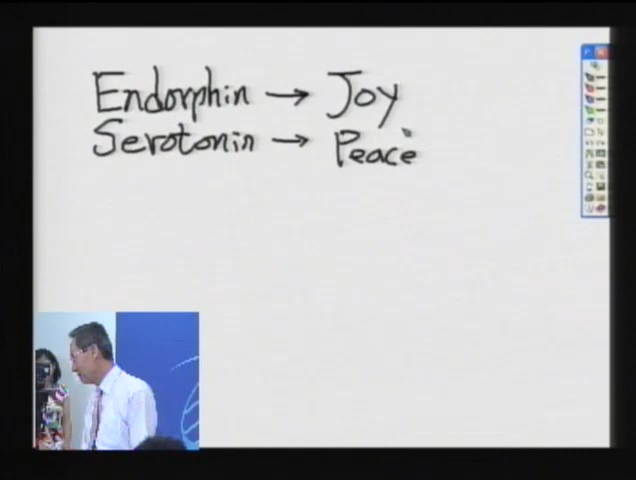 Endorphin → Joy
Serotonin → Peace